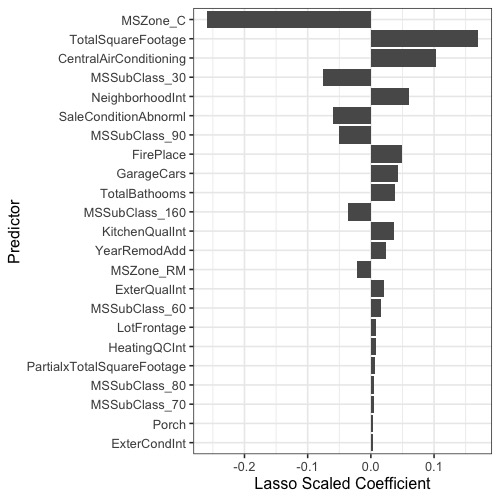 MSZone_C
TotalSquareFootage
CentralAirConditioning
MSSubClass_30
NeighborhoodInt
SaleConditionAbnorml
MSSubClass_90
FirePlace
GarageCars
TotalBathooms
MSSubClass_160
KitchenQualInt
YearRemodAdd
MSZone_RM
ExterQualInt
MSSubClass_60
LotFrontage
HeatingQCInt
PartialxTotalSquareFootage
MSSubClass_80
MSSubClass_70
Porch
ExterCondInt
Predictor
-0.2 -0.1 0.0 0.1
Lasso Scaled Coefficient